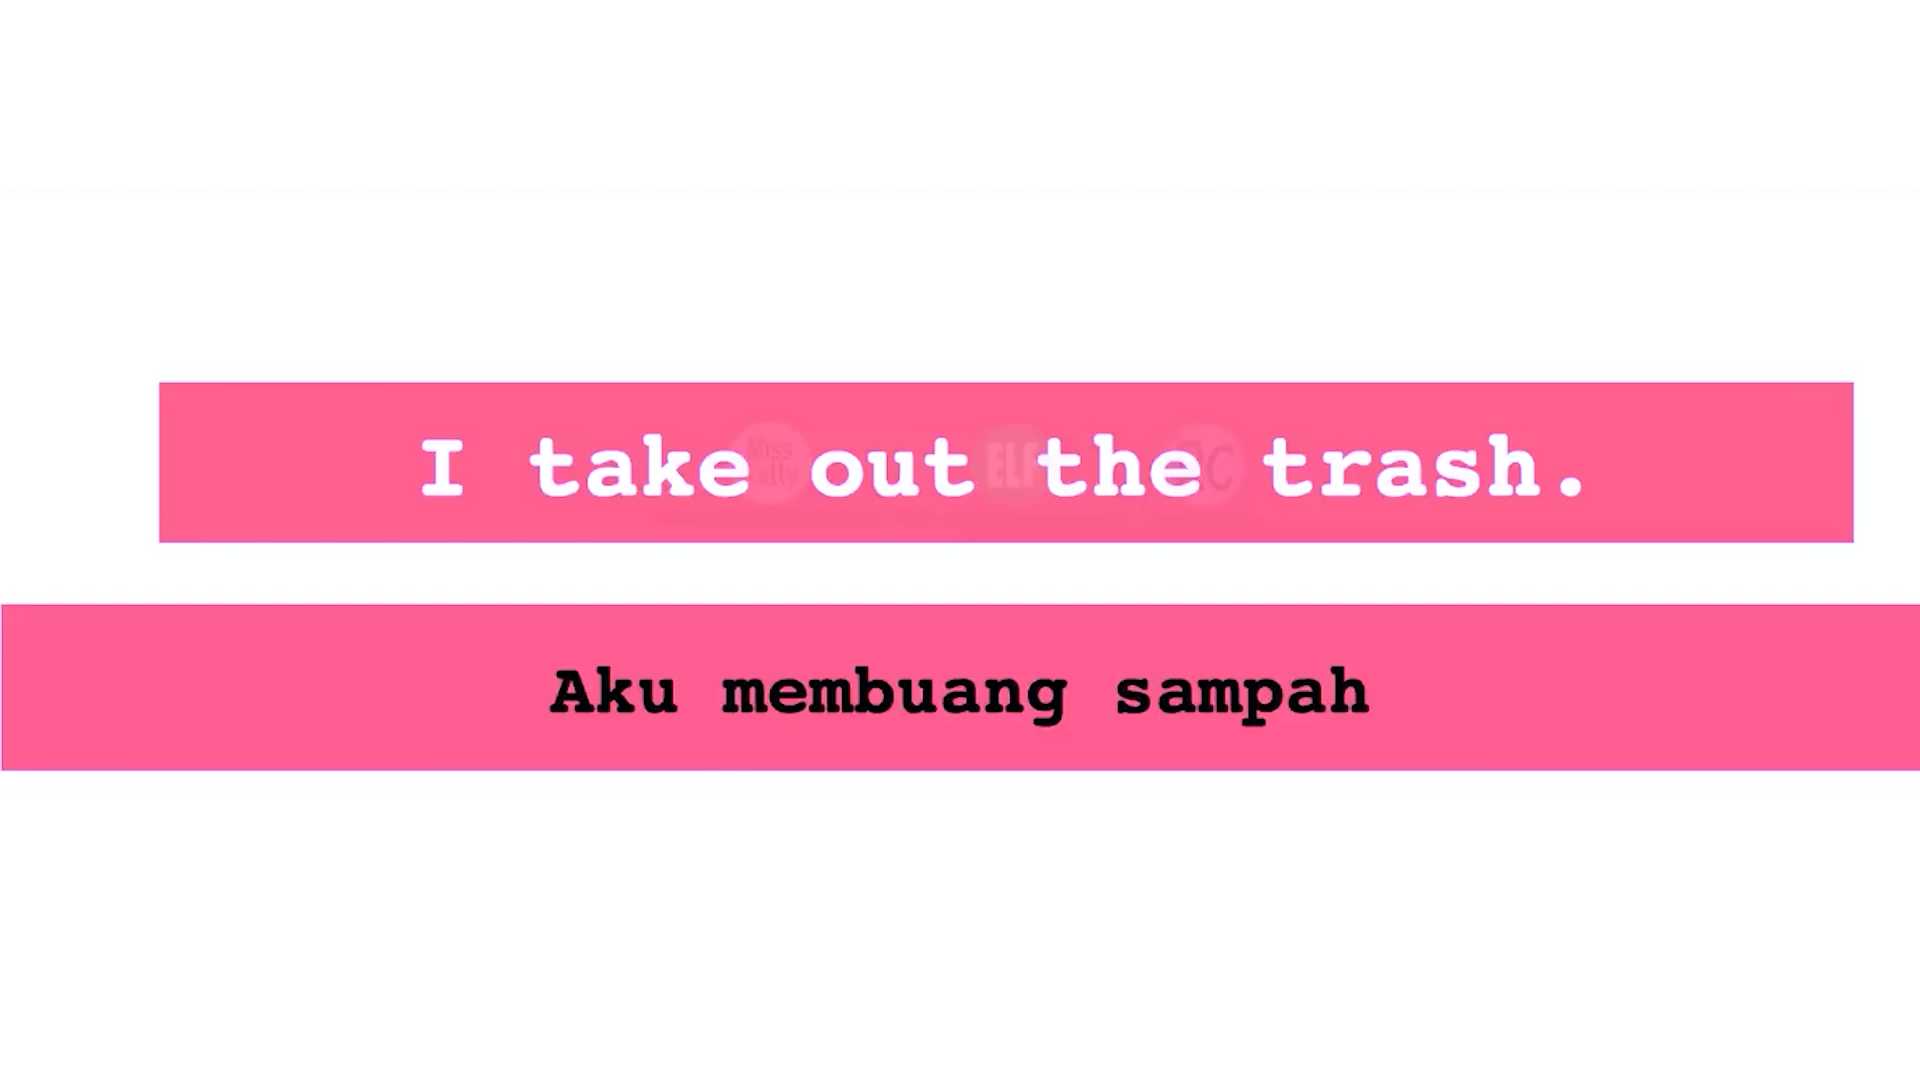 I take out the trash.
Aku membuang sampah